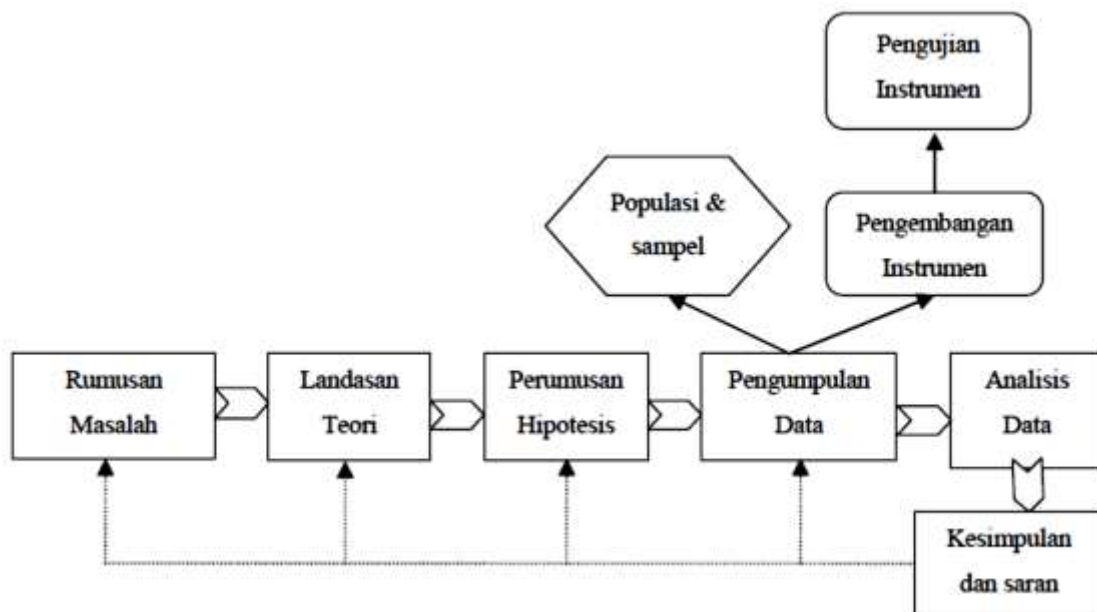 Pengujian
Instrumen
Populasi &
sampel
Pengembangan
Instrumen
Rumusan
Masalah
Landasan
Teori
Perumusan
Hipotesis
Pengumpulan
Data
Analisis
Data
Kesimpulan
dan saran